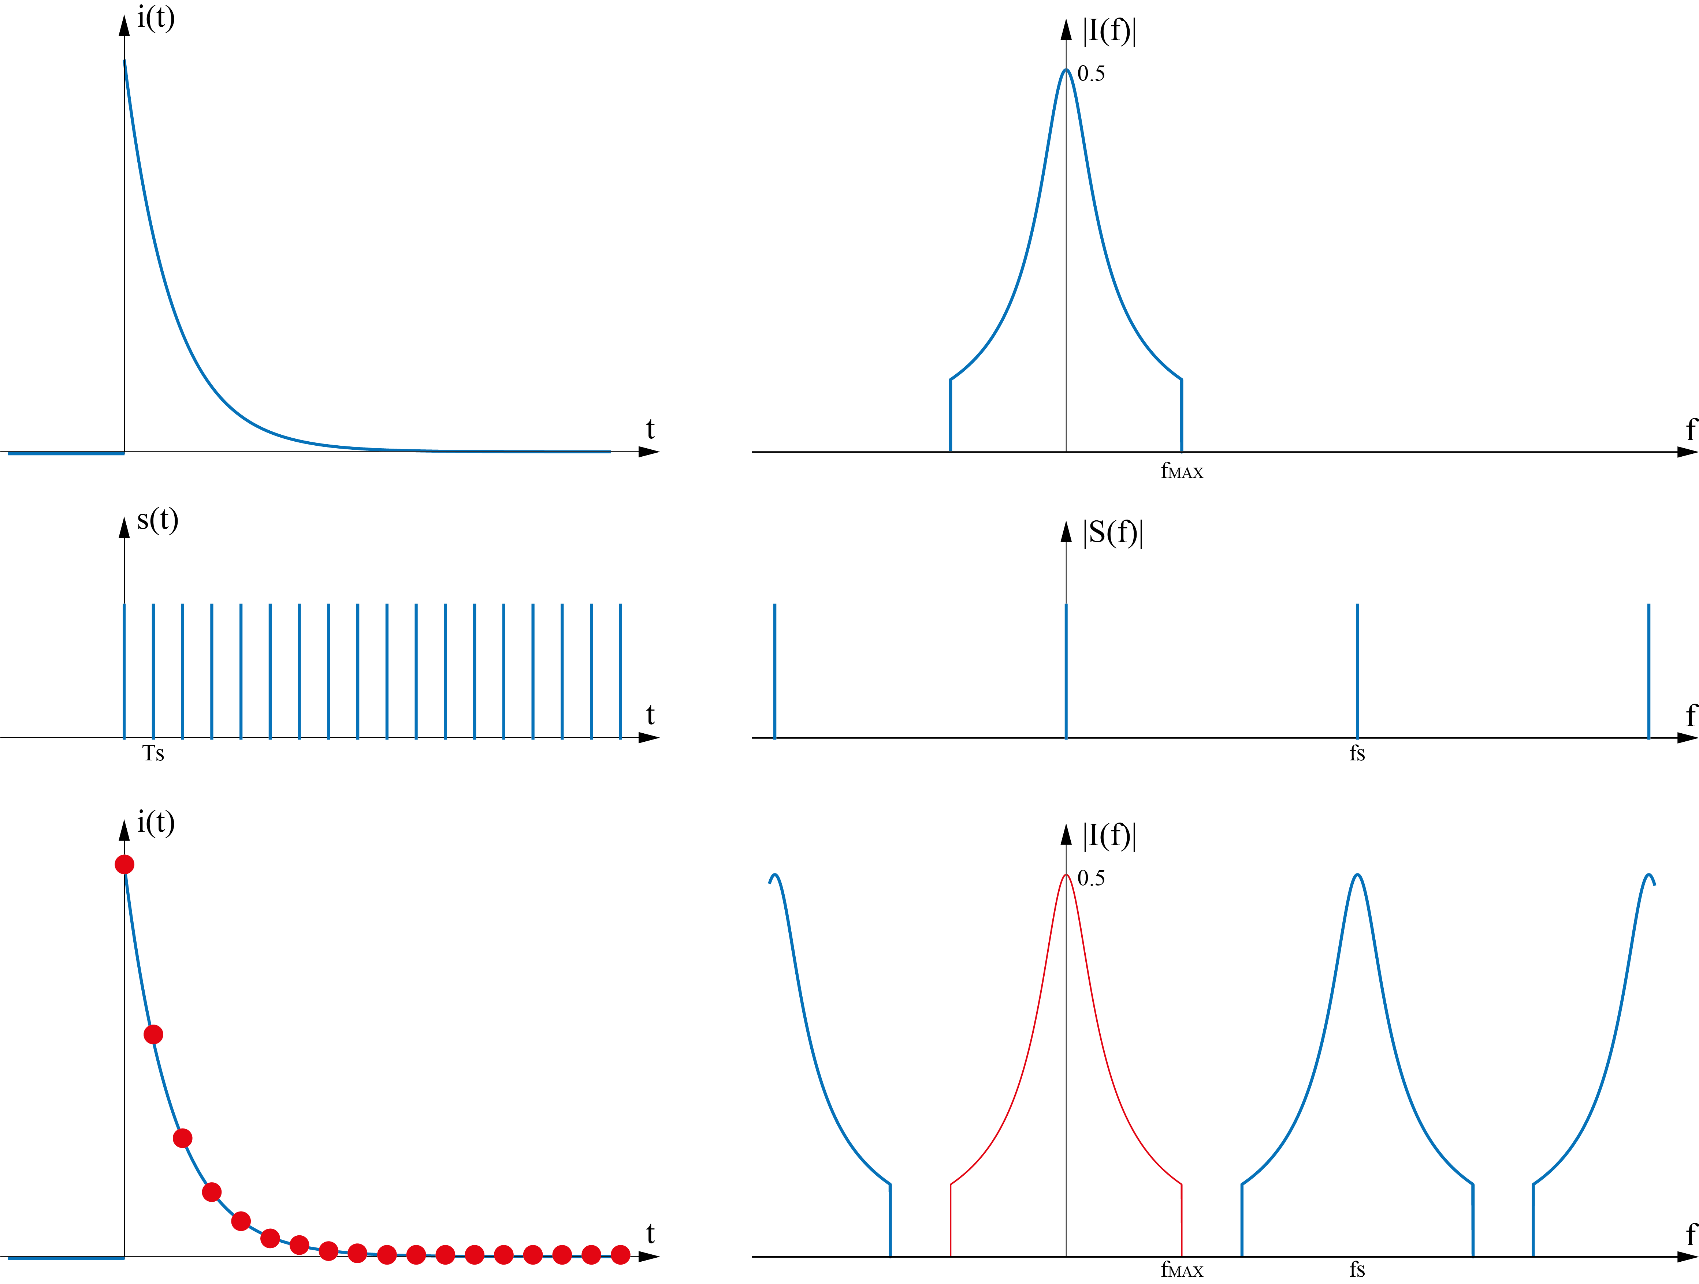 i(t)
|I(f)|
0.5
t
f
fMAX
s(t)
|S(f)|
t
f
Ts
fs
i(t)
|I(f)|
0.5
t
f
fMAX
fs